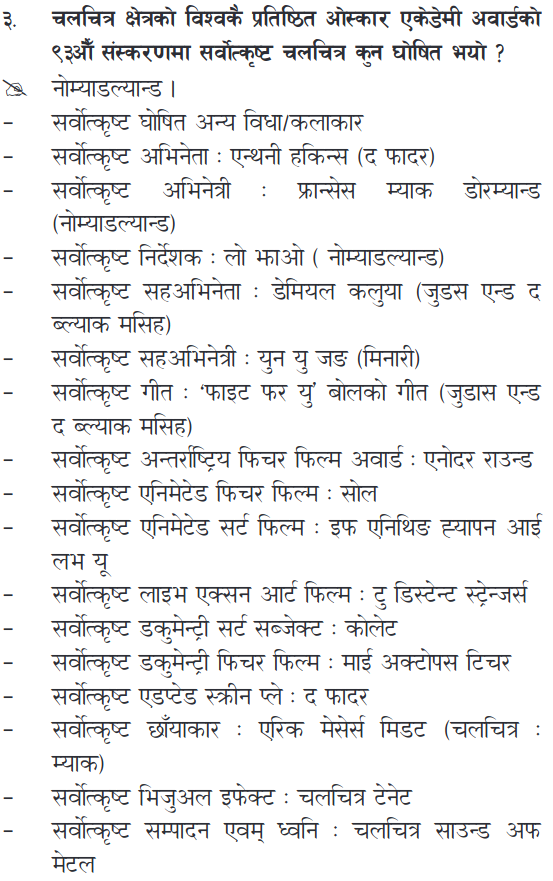 ३. चलचित्र क्षेत्रको विश्वकै प्रतिष्ठित ओस्कार एकेडेमी अवार्डको
९३औँ संस्करणमा सर्वोत्कृष्ट चलचित्र कुन घोषित भयो ?
नोम्याडल्यान्ड ।
– सर्वोत्कृष्ट घोषित अन्य विधा/कलाकार
– सर्वोत्कृष्ट अभिनेता : एन्थनी हकिन्स (द फादर)
– सर्वोत्कृष्ट अभिनेत्री : फ्रान्सेस म्याक डोरम्यान्ड
(नोम्याडल्यान्ड)
– सर्वोत्कृष्ट निर्देशक : लो झाओ ( नोम्याडल्यान्ड)
– सर्वोत्कृष्ट सहअभिनेता : डेमियल कलुया (जुडस एन्ड द
ब्ल्याक मसिह)
– सर्वोत्कृष्ट सहअभिनेत्री : युन यु जङ (मिनारी)
– सर्वोत्कृष्ट गीत : ‘फाइट फर यु’ बोलको गीत (जुडास एन्ड
द ब्ल्याक मसिह)
– सर्वोत्कृष्ट अन्तर्राष्ट्रिय फिचर फिल्म अवार्ड : एनोदर राउन्ड
– सर्वोत्कृष्ट एनिमेटेड फिचर फिल्म : सोल
– सर्वोत्कृष्ट एनिमेटेड सर्ट फिल्म : इफ एनिथिङ ह्यापन आई
लभ यू
– सर्वोत्कृष्ट लाइभ एक्सन आर्ट फिल्म : टु डिस्टेन्ट स्ट्रेन्जर्स
– सर्वोत्कृष्ट डकुमेन्ट्री सर्ट सब्जेक्ट : कोलेट
– सर्वोत्कृष्ट डकुमेन्ट्री फिचर फिल्म : माई अक्टोपस टिचर
– सर्वोत्कृष्ट एडप्टेड स्क्रीन प्ले : द फादर
– सर्वोत्कृष्ट छाँयाकार : एरिक मेसेर्स मिडट (चलचित्र :
म्याक)
– सर्वोत्कृष्ट भिजुअल इफेक्ट : चलचित्र टेनेट
– सर्वोत्कृष्ट सम्पादन एवम् ध्वनि : चलचित्र साउन्ड अफ
मेटल